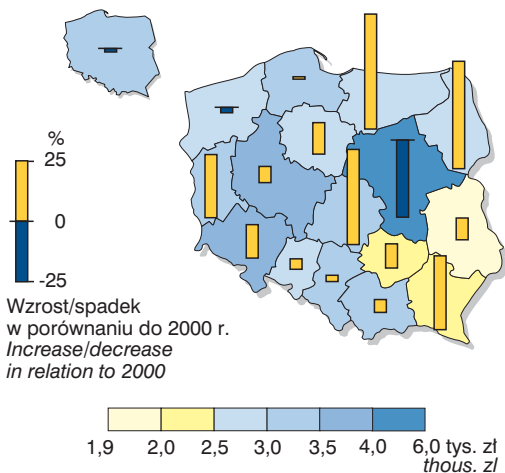 %
25
0
-25
Wzrost/spadek
w porównaniu do 2000 r.
Increase/decrease
in relation to 2000
1,9 2,0 2,5 3,0 3,5 4,0 6,0 tys. zł
thous. zl